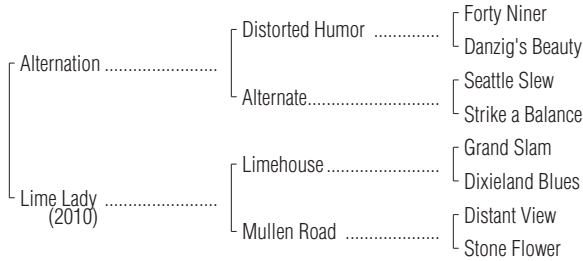 Forty Niner
Distorted Humor ................
Danzig's Beauty
Alternation ......................
Seattle Slew
Alternate................................
Strike a Balance
Grand Slam
Limehouse...........................
Dixieland Blues
Lime Lady ......................
(2010)
Distant View
Mullen Road ......................
Stone Flower